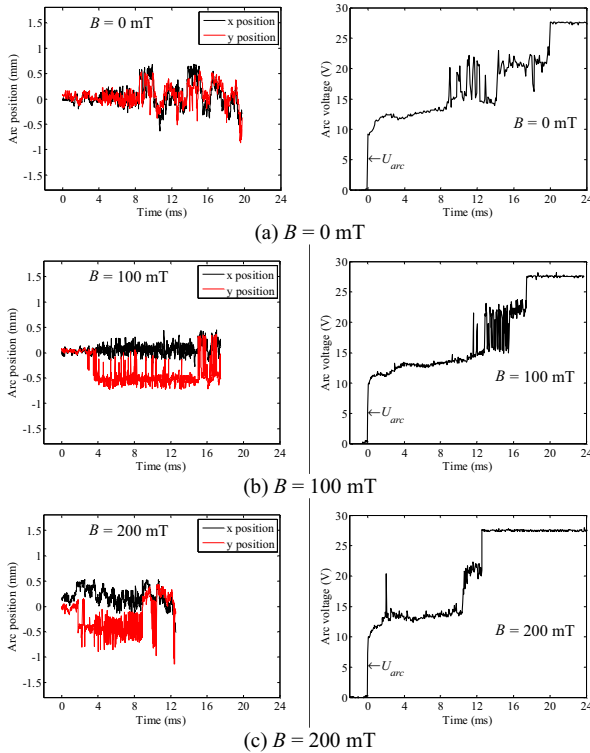 B = 0 mT
x position
y position
Arc position (mm)
1.5
1
0.5
0
-0.5
-1
-1.5
0 4 8 12 16 20 24
Time (ms)
Arc voltage (V)
30
25
20
15
10
5
0
B = 0 mT
←U_arc
0 4 8 12 16 20 24
Time (ms)
(a) B = 0 mT
B = 100 mT
x position
y position
Arc position (mm)
1.5
1
0.5
0
-0.5
-1
-1.5
0 4 8 12 16 20 24
Time (ms)
Arc voltage (V)
30
25
20
15
10
5
0
B = 100 mT
←U_arc
0 4 8 12 16 20 24
Time (ms)
(b) B = 100 mT
B = 200 mT
x position
y position
Arc position (mm)
1.5
1
0.5
0
-0.5
-1
-1.5
0 4 8 12 16 20 24
Time (ms)
Arc voltage (V)
30
25
20
15
10
5
0
B = 200 mT
←U_arc
0 4 8 12 16 20 24
Time (ms)
(c) B = 200 mT